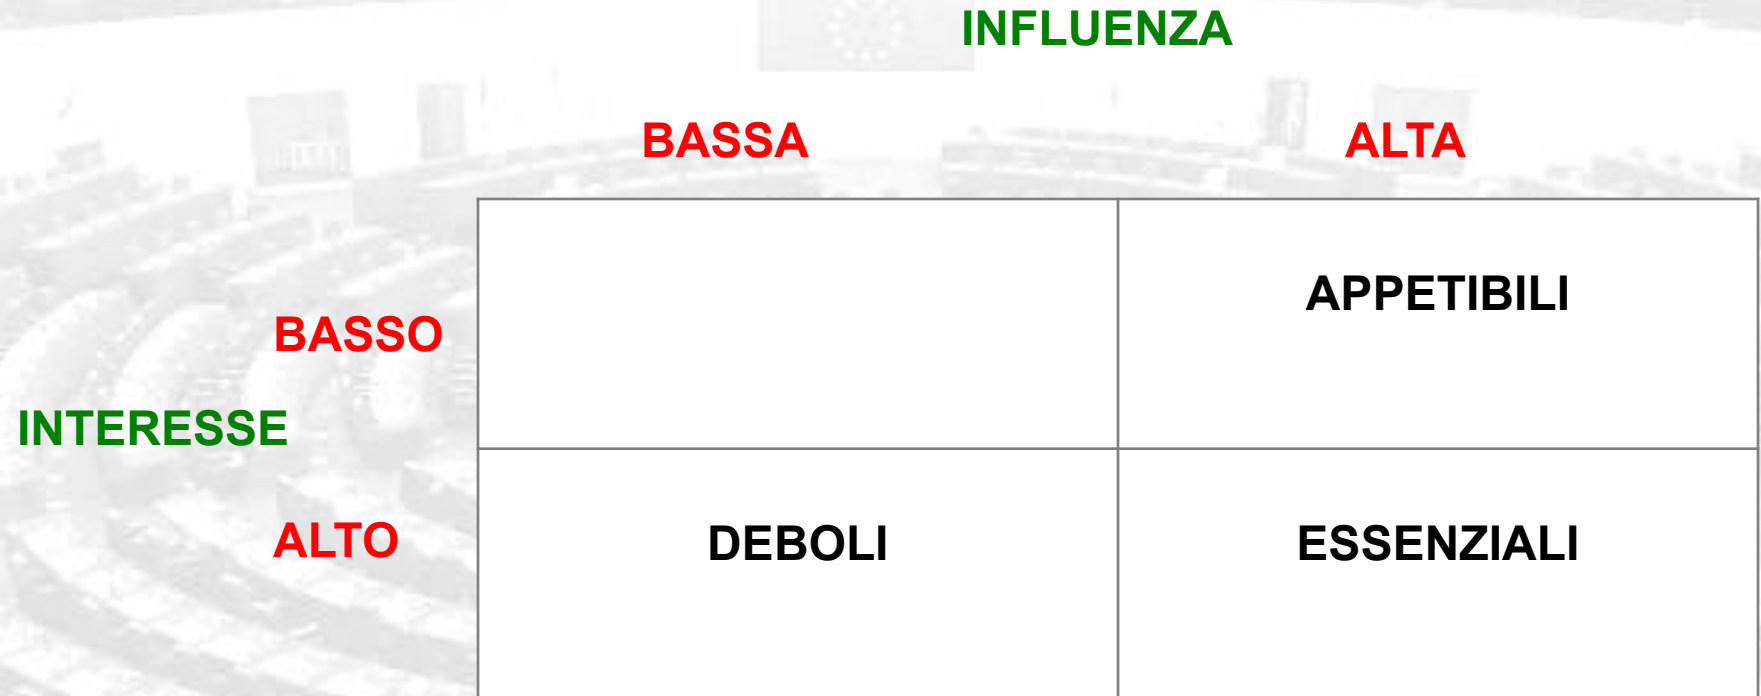 INFLUENZA
BASSA ALTA
APPETIBILI
BASSO
INTERESSE
ALTO DEBOLI ESSENZIALI